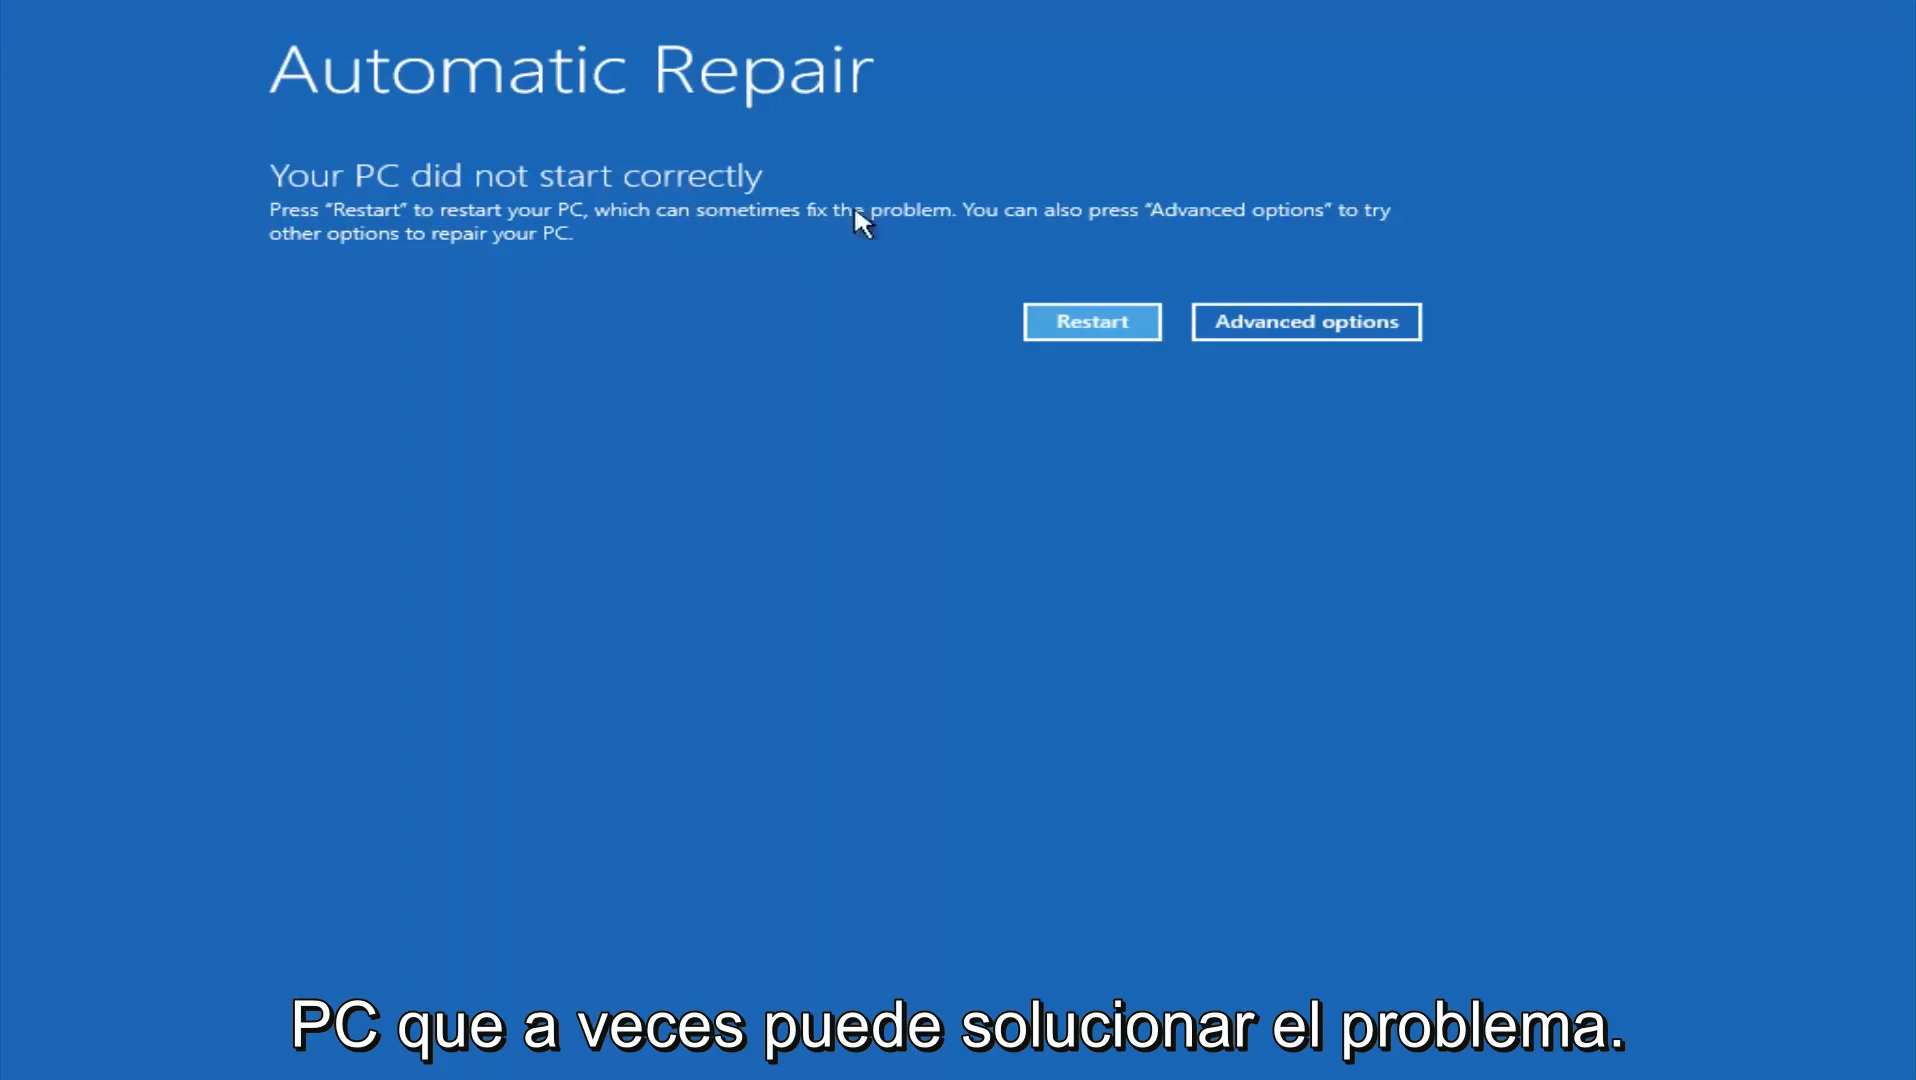 Automatic Repair
Your PC did not start correctly
Press “Restart” to restart your PC, which can sometimes fix the problem. You can also press “Advanced options” to try
other options to repair your PC.
Restart
Advanced options
PC que a veces puede solucionar el problema.